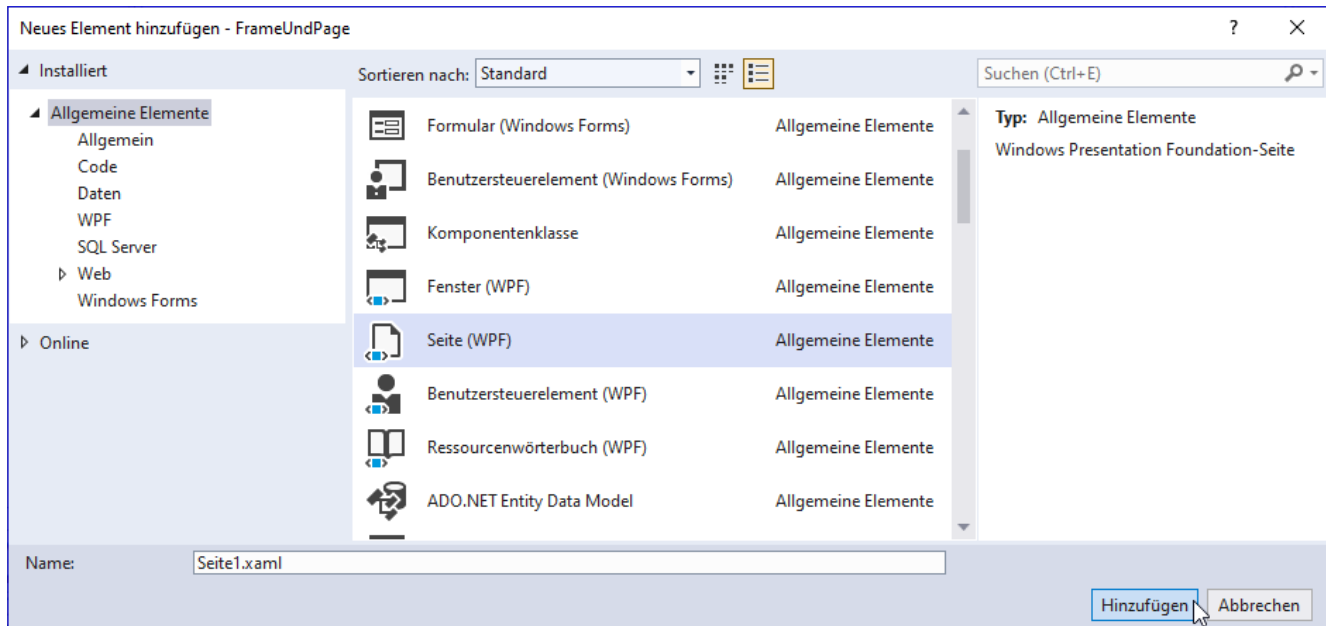 Neues Element hinzufügen - FrameUndPage
?
Installiert
Sortieren nach: Standard
Suchen (Ctrl+E)
Allgemeine Elemente
Allgemein
Code
Daten
WPF
SQL Server
Web
Windows Forms
Online
Formular (Windows Forms) Allgemeine Elemente
Benutzersteuerelement (Windows Forms) Allgemeine Elemente
Komponentenklasse Allgemeine Elemente
Fenster (WPF) Allgemeine Elemente
Seite (WPF) Allgemeine Elemente
Benutzersteuerelement (WPF) Allgemeine Elemente
Ressourcenwörterbuch (WPF) Allgemeine Elemente
ADO.NET Entity Data Model Allgemeine Elemente
Typ: Allgemeine Elemente
Windows Presentation Foundation-Seite
Name: Seite1.xaml
Hinzufügen Abbrechen